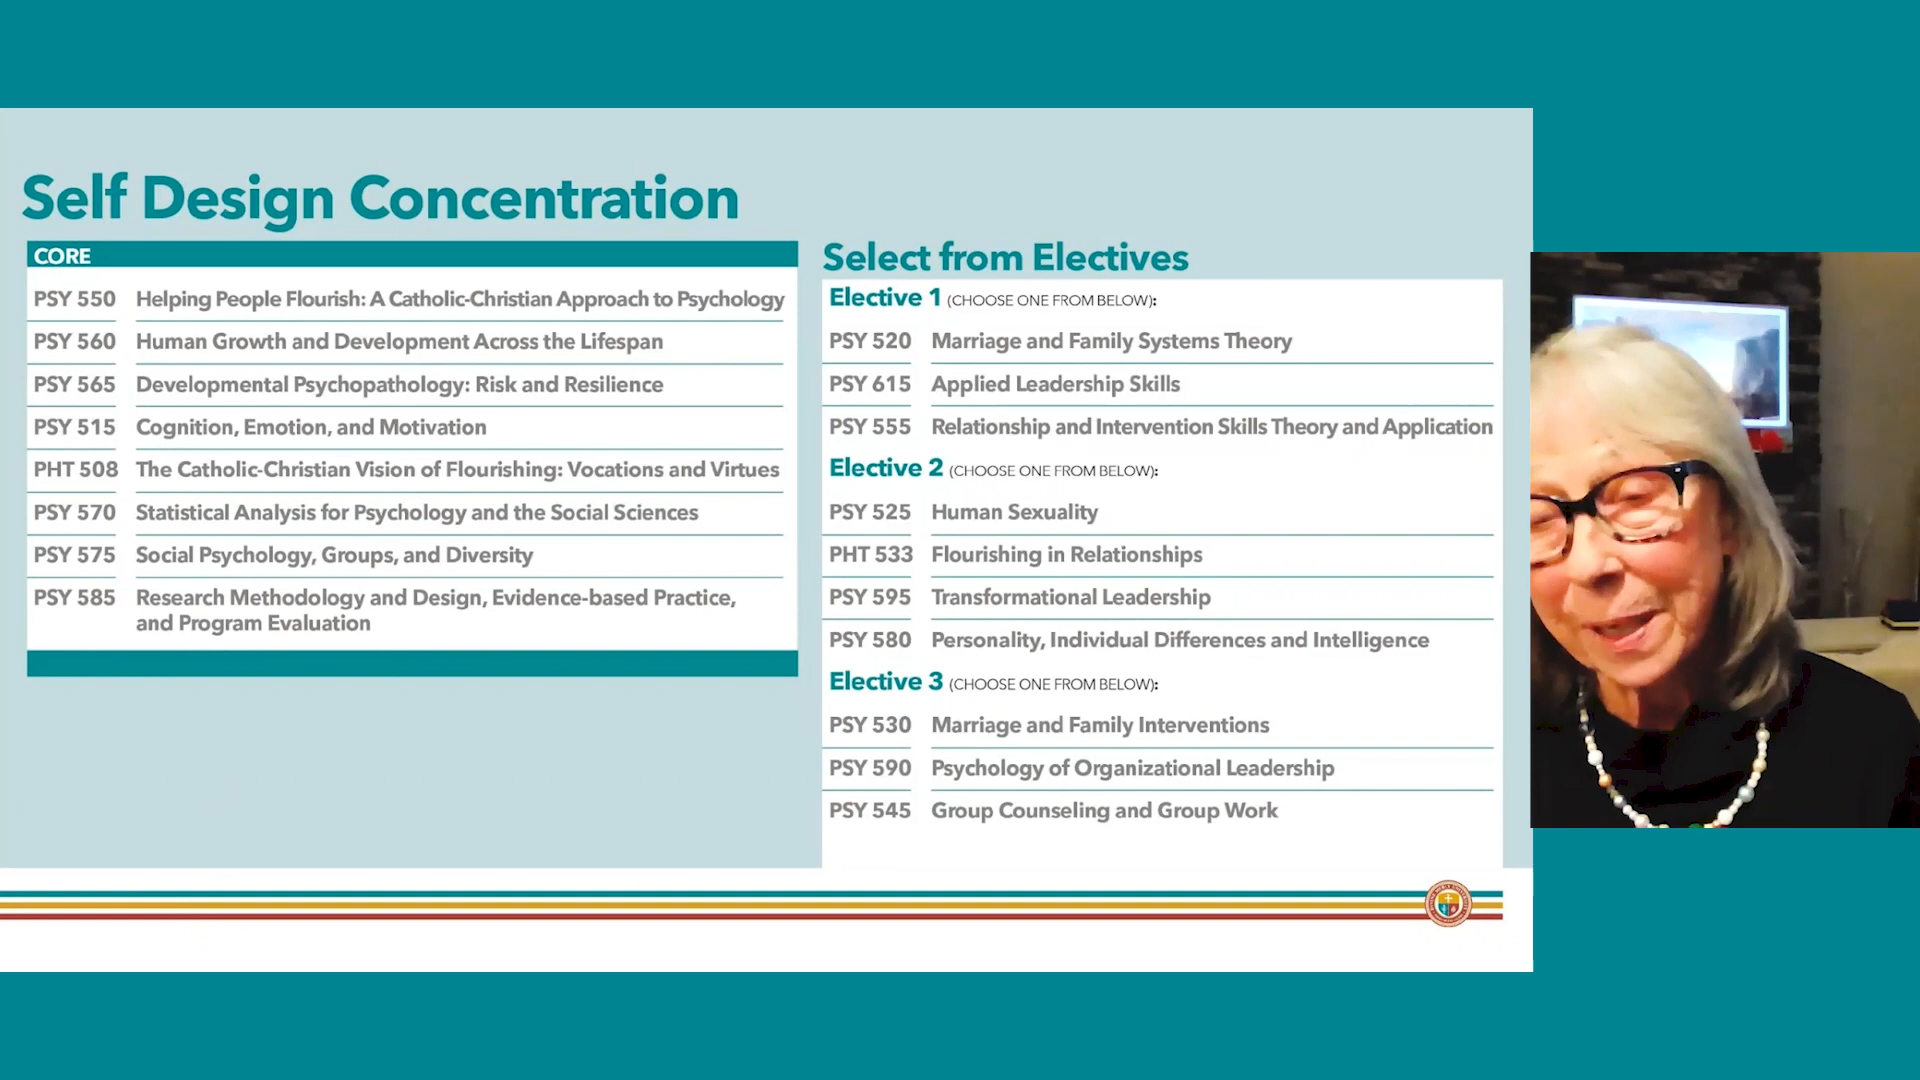 Self Design Concentration
CORE
PSY 550 Helping People Flourish: A Catholic-Christian Approach to Psychology
PSY 560 Human Growth and Development Across the Lifespan
PSY 565 Developmental Psychopathology: Risk and Resilience
PSY 515 Cognition, Emotion, and Motivation
PHT 508 The Catholic-Christian Vision of Flourishing: Vocations and Virtues
PSY 570 Statistical Analysis for Psychology and the Social Sciences
PSY 575 Social Psychology, Groups, and Diversity
PSY 585 Research Methodology and Design, Evidence-based Practice,
and Program Evaluation
Select from Electives
Elective 1 (CHOOSE ONE FROM BELOW):
PSY 520 Marriage and Family Systems Theory
PSY 615 Applied Leadership Skills
PSY 555 Relationship and Intervention Skills Theory and Application
Elective 2 (CHOOSE ONE FROM BELOW):
PSY 525 Human Sexuality
PHT 533 Flourishing in Relationships
PSY 595 Transformational Leadership
PSY 580 Personality, Individual Differences and Intelligence
Elective 3 (CHOOSE ONE FROM BELOW):
PSY 530 Marriage and Family Interventions
PSY 590 Psychology of Organizational Leadership
PSY 545 Group Counseling and Group Work